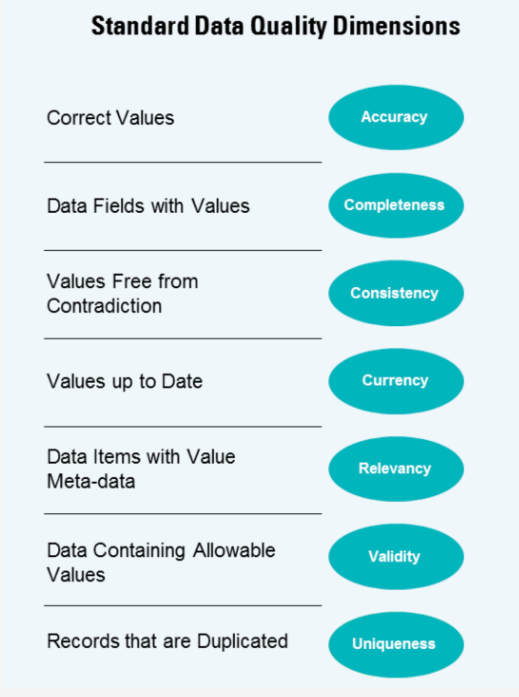 Standard Data Quality Dimensions
Correct Values
Accuracy
Data Fields with Values
Completeness
Values Free from
Contradiction
Consistency
Values up to Date
Currency
Data Items with Value
Meta-data
Relevancy
Data Containing Allowable
Values
Validity
Records that are Duplicated
Uniqueness